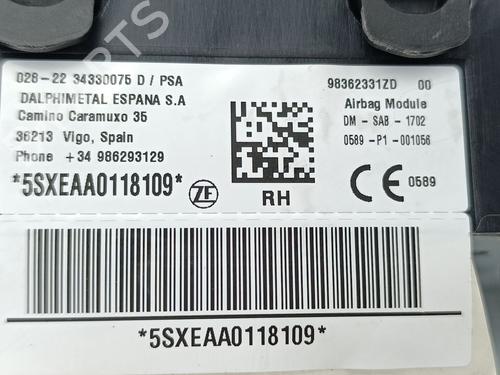 PARTS
028-22 34330075 D / PSA
DALPHIMETAL ESPANA S.A
Camino Caramuxo 35
36213 Vigo, Spain
Phone +34 986293129
*5SXEAA0118109*
ZF
RH
98362331ZD 00
Airbag Module
DM - SAB - 1702
0589 -P1 -001056
CE 0589
*5SXEAA0118109*